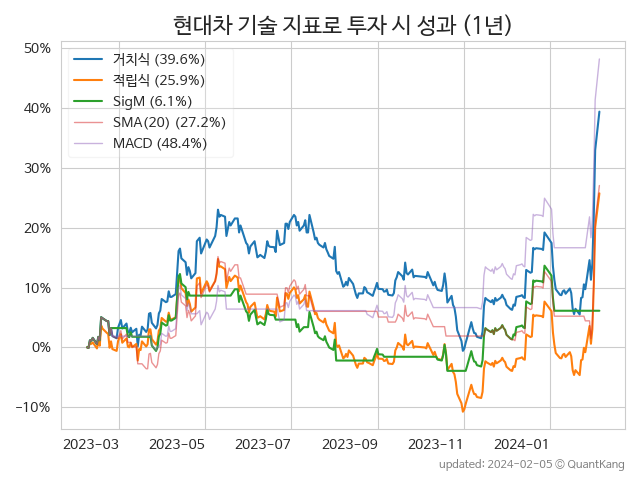 현대차 기술 지표로 투자 시 성과 (1년)
거치식 (39.6%)
적립식 (25.9%)
SigM (6.1%)
SMA(20) (27.2%)
MACD (48.4%)
50%
40%
30%
20%
10%
0%
−10%
2023-03 2023-05 2023-07 2023-09 2023-11 2024-01
updated: 2024-02-05 © QuantKang